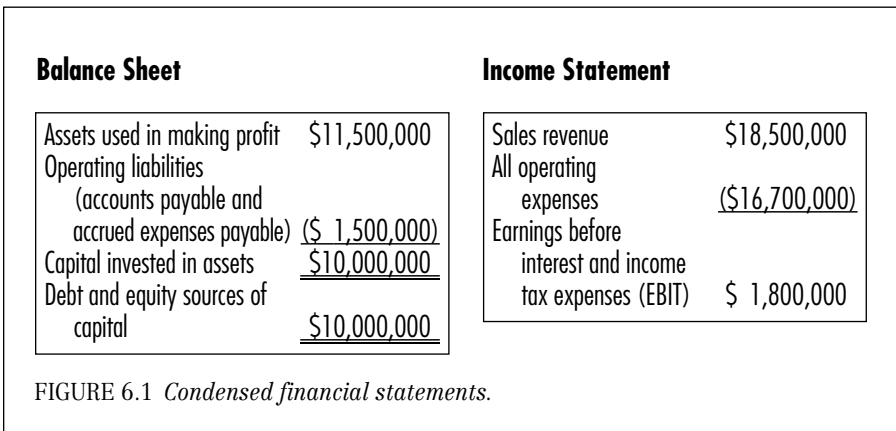 Balance Sheet
Assets used in making profit $11,500,000
Operating liabilities
(accounts payable and
accrued expenses payable) ($ 1,500,000)
Capital invested in assets $10,000,000
Debt and equity sources of
capital $10,000,000
Income Statement
Sales revenue $18,500,000
All operating
expenses ($16,700,000)
Earnings before
interest and income
tax expenses (EBIT) $ 1,800,000
FIGURE 6.1 Condensed financial statements.